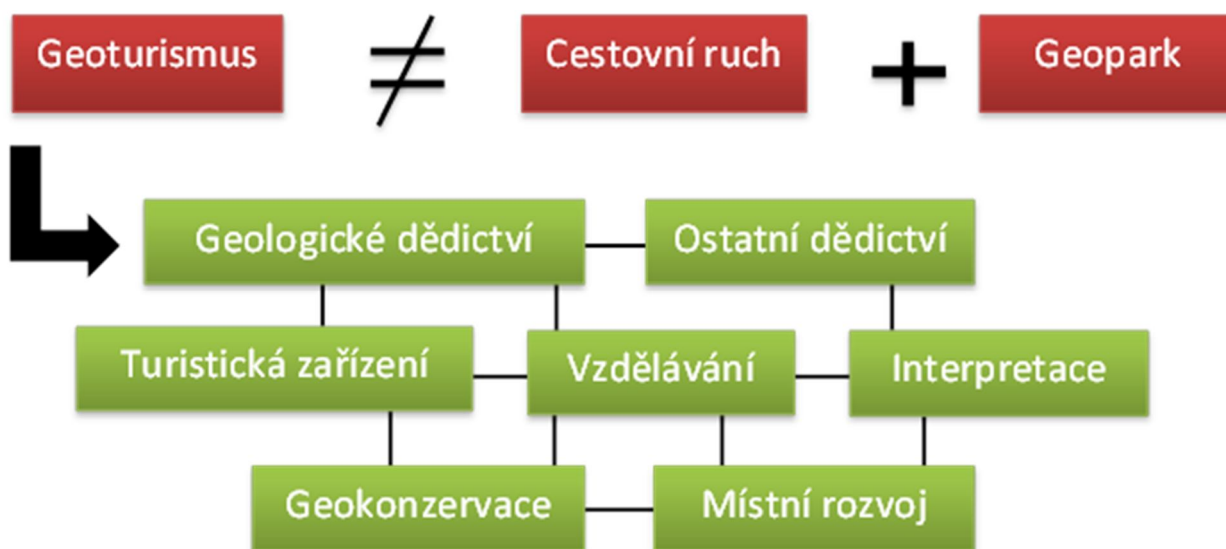 Geoturismus ≠ Cestovní ruch + Geopark
Geologické dědictví Ostatní dědictví
Turistická zařízení Vzdělávání Interpretace
Geokonzervace Místní rozvoj